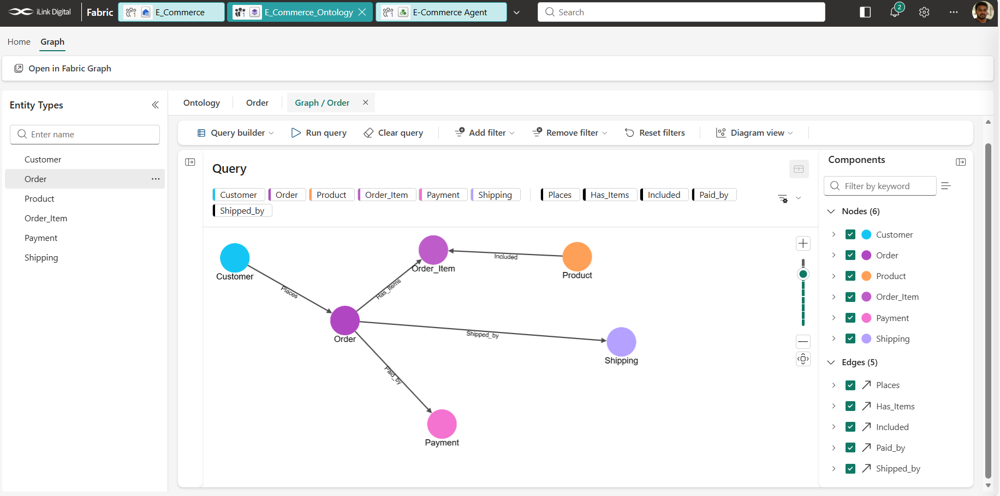 iLink Digital Fabric E_Commerce E_Commerce_Ontology E-Commerce Agent Search 2
Home Graph
Open in Fabric Graph
Entity Types
Enter name
Customer
Order
Product
Order_Item
Payment
Shipping
Ontology Order Graph / Order
Query builder Run query Clear query Add filter Remove filter Reset filters Diagram view
Query
Customer Order Product Order_Item Payment Shipping Places Has_Items Included Paid_by
Shipped_by
Customer
Places
Order_Item
Has_Items
Included
Product
Order
Shipped_by
Shipping
Paid_by
Payment
Components
Filter by keyword
Nodes (6)
Customer
Order
Product
Order_Item
Payment
Shipping
Edges (5)
Places
Has_Items
Included
Paid_by
Shipped_by